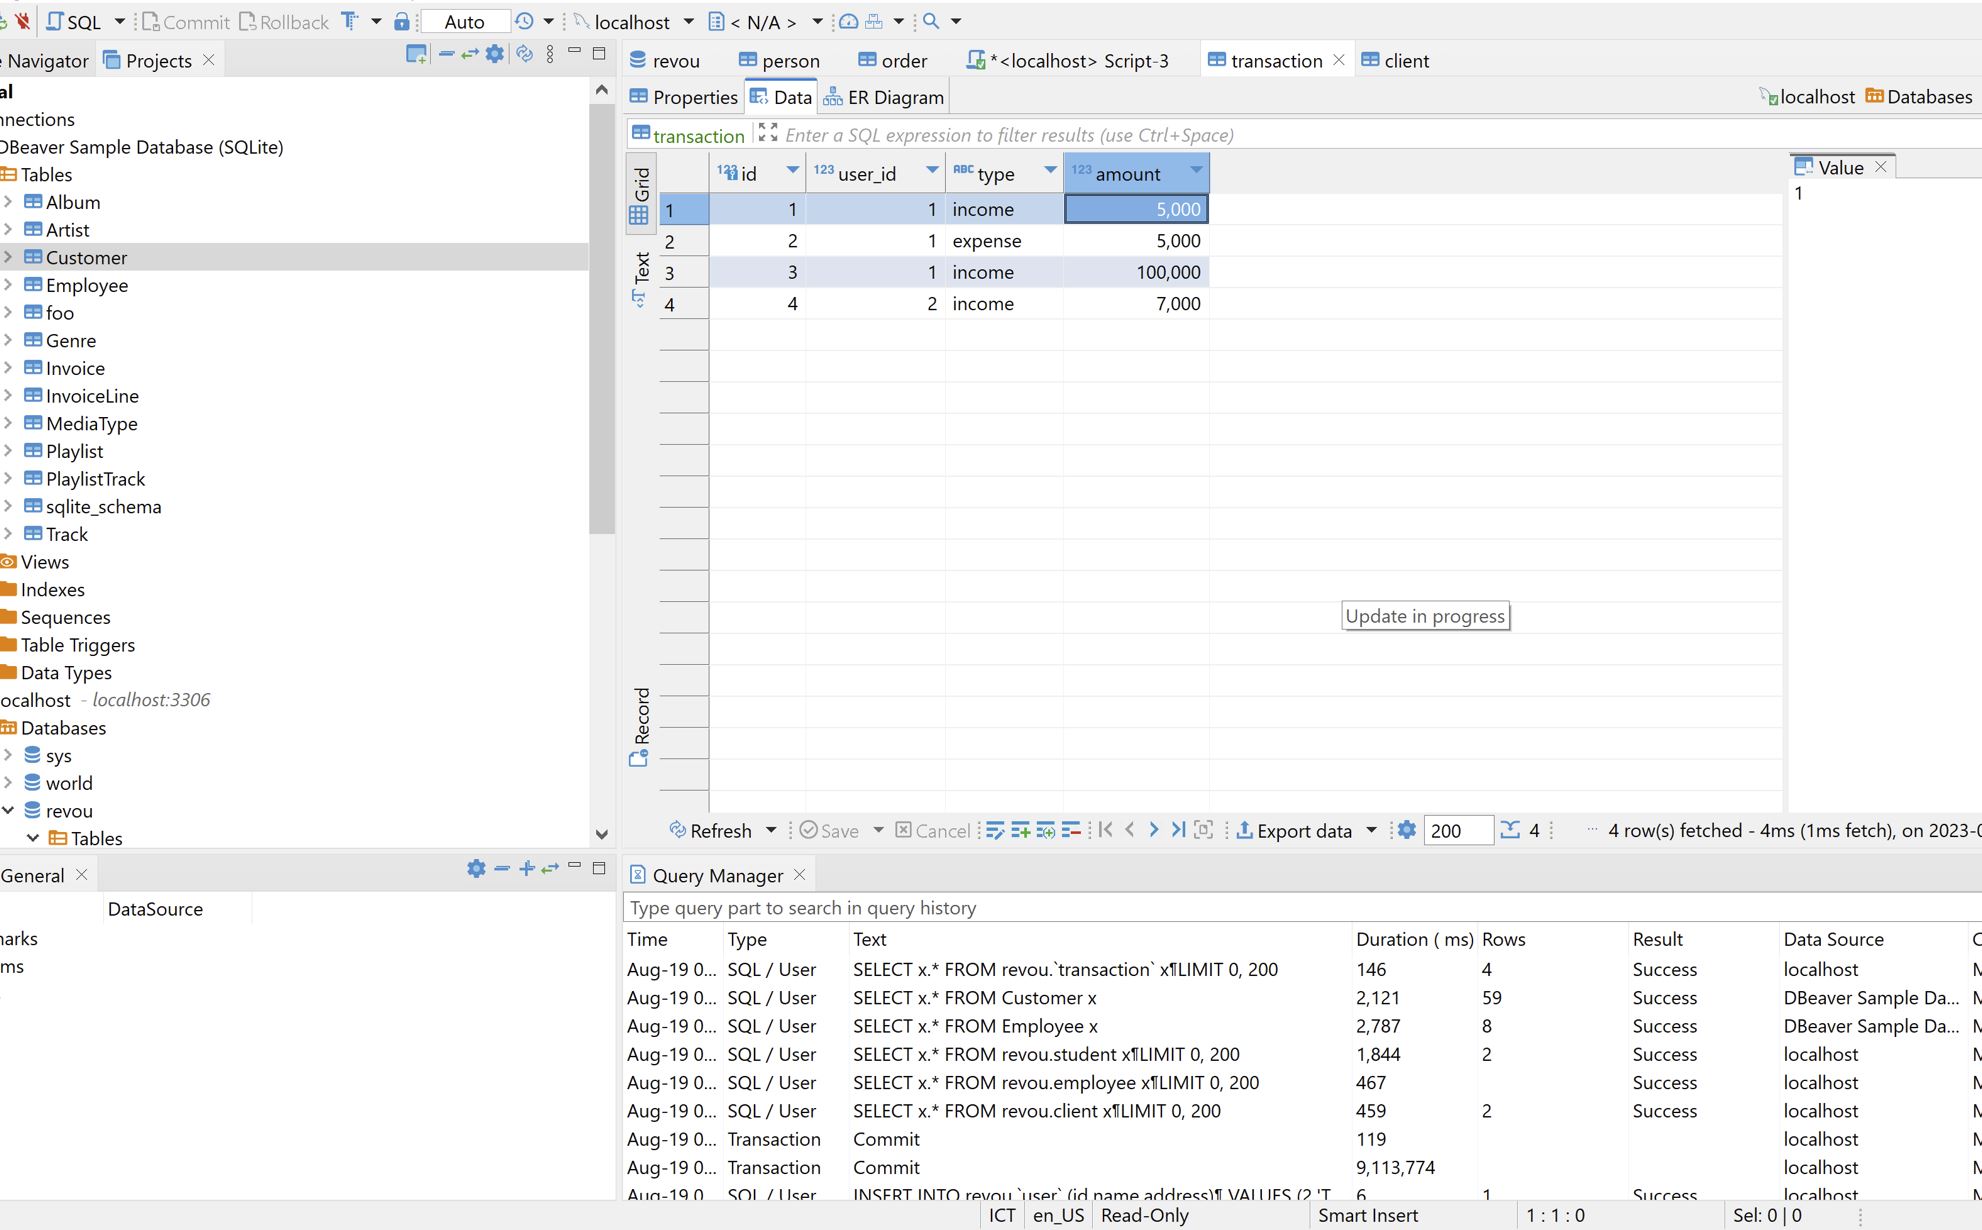 SQL Commit Rollback Auto localhost < N/A >
Navigator Projects
revou person order *<localhost> Script-3 transaction client
Properties Data ER Diagram localhost Databases
transaction Enter a SQL expression to filter results (use Ctrl+Space)
al
nnections
DBeaver Sample Database (SQLite)
Tables
Album
Artist
Customer
Employee
foo
Genre
Invoice
InvoiceLine
MediaType
Playlist
PlaylistTrack
sqlite_schema
Track
Views
Indexes
Sequences
Table Triggers
Data Types
ocalhost - localhost:3306
Databases
sys
world
revou
Tables
Grid
Text
Record
123 id 123 user_id ABC type 123 amount
1 1 1 income 5,000
2 2 1 expense 5,000
3 3 1 income 100,000
4 4 2 income 7,000
Value
1
Update in progress
Refresh Save Cancel Export data 200 4 ... 4 row(s) fetched - 4ms (1ms fetch), on 2023-0
General
DataSource
arks
ms
Query Manager
Type query part to search in query history
Time Type Text Duration ( ms) Rows Result Data Source
Aug-19 0... SQL / User SELECT x.* FROM revou.`transaction` x¶LIMIT 0, 200 146 4 Success localhost M
Aug-19 0... SQL / User SELECT x.* FROM Customer x 2,121 59 Success DBeaver Sample Da... M
Aug-19 0... SQL / User SELECT x.* FROM Employee x 2,787 8 Success DBeaver Sample Da... M
Aug-19 0... SQL / User SELECT x.* FROM revou.student x¶LIMIT 0, 200 1,844 2 Success localhost M
Aug-19 0... SQL / User SELECT x.* FROM revou.employee x¶LIMIT 0, 200 467 Success localhost M
Aug-19 0... SQL / User SELECT x.* FROM revou.client x¶LIMIT 0, 200 459 2 Success localhost M
Aug-19 0... Transaction Commit 119 localhost M
Aug-19 0... Transaction Commit 9,113,774 localhost M
Aug-19 0... SQL / User INSERT INTO revou.`user` (id,name,address)¶ VALUES (2,'T 6 1 Success localhost M
ICT en_US Read-Only Smart Insert 1 : 1 : 0 Sel: 0 | 0